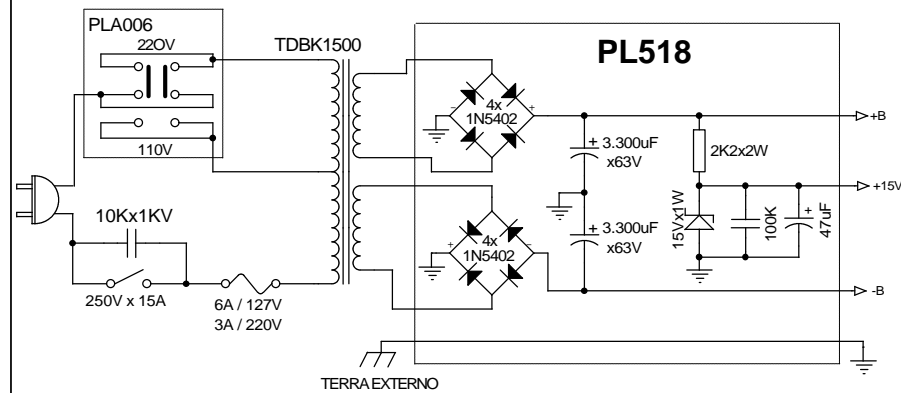 PLA006
220V
110V
TDBK1500
PL518
4x
1N5402
-
+
+ 3.300uF
x63V
2K2x2W
+B
+15V
15Vx1W
100K
+
47uF
10Kx1KV
250V x 15A
6A / 127V
3A / 220V
4x
1N5402
+
-
+ 3.300uF
x63V
-B
TERRA EXTERNO